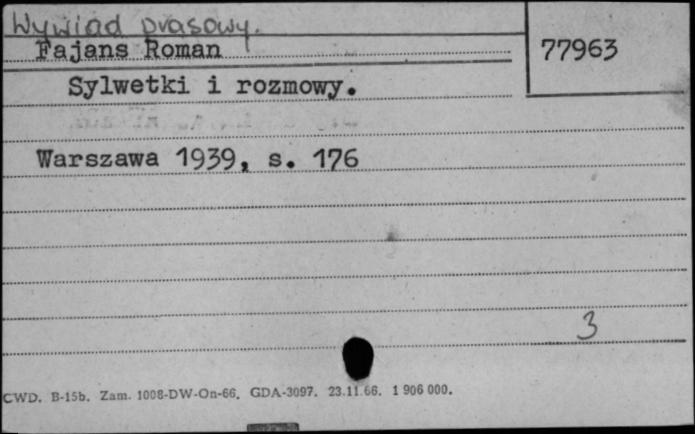 Wywiad prasowy.
Fajans Roman
77963
Sylwetki i rozmowy.
Warszawa 1939, s. 176
3
CWD. B-15b. Zam. 1008-DW-On-66. GDA-3097. 23.11.66. 1 906 000.